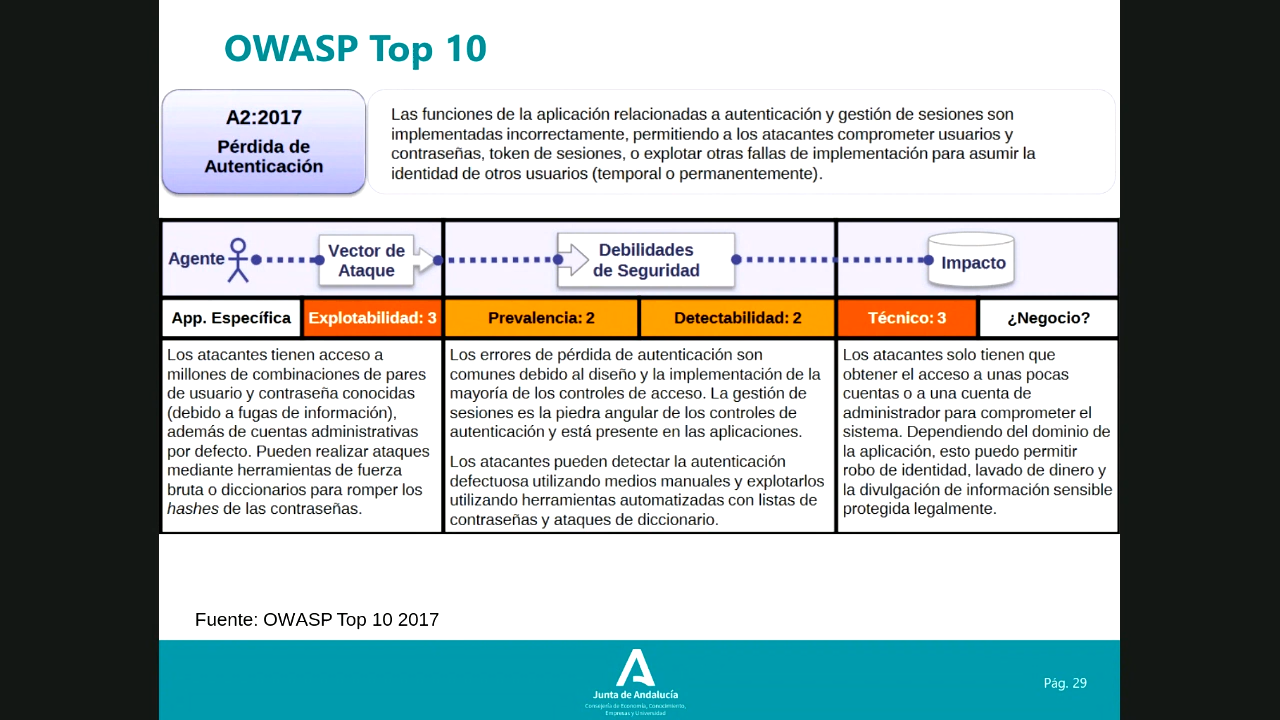 OWASP Top 10
A2:2017
Pérdida de
Autenticación
Las funciones de la aplicación relacionadas a autenticación y gestión de sesiones son
implementadas incorrectamente, permitiendo a los atacantes comprometer usuarios y
contraseñas, token de sesiones, o explotar otras fallas de implementación para asumir la
identidad de otros usuarios (temporal o permanentemente).
Agente
Vector de
Ataque
Debilidades
de Seguridad
Impacto
App. Específica
Explotabilidad: 3
Prevalencia: 2
Detectabilidad: 2
Técnico: 3
¿Negocio?
Los atacantes tienen acceso a
millones de combinaciones de pares
de usuario y contraseña conocidas
(debido a fugas de información),
además de cuentas administrativas
por defecto. Pueden realizar ataques
mediante herramientas de fuerza
bruta o diccionarios para romper los
hashes de las contraseñas.
Los errores de pérdida de autenticación son
comunes debido al diseño y la implementación de la
mayoría de los controles de acceso. La gestión de
sesiones es la piedra angular de los controles de
autenticación y está presente en las aplicaciones.
Los atacantes pueden detectar la autenticación
defectuosa utilizando medios manuales y explotarlos
utilizando herramientas automatizadas con listas de
contraseñas y ataques de diccionario.
Los atacantes solo tienen que
obtener el acceso a unas pocas
cuentas o a una cuenta de
administrador para comprometer el
sistema. Dependiendo del dominio de
la aplicación, esto puedo permitir
robo de identidad, lavado de dinero y
la divulgación de información sensible
protegida legalmente.
Fuente: OWASP Top 10 2017
Junta de Andalucía
Consejería de Economía, Conocimiento,
Empresas y Universidad
Pág. 29